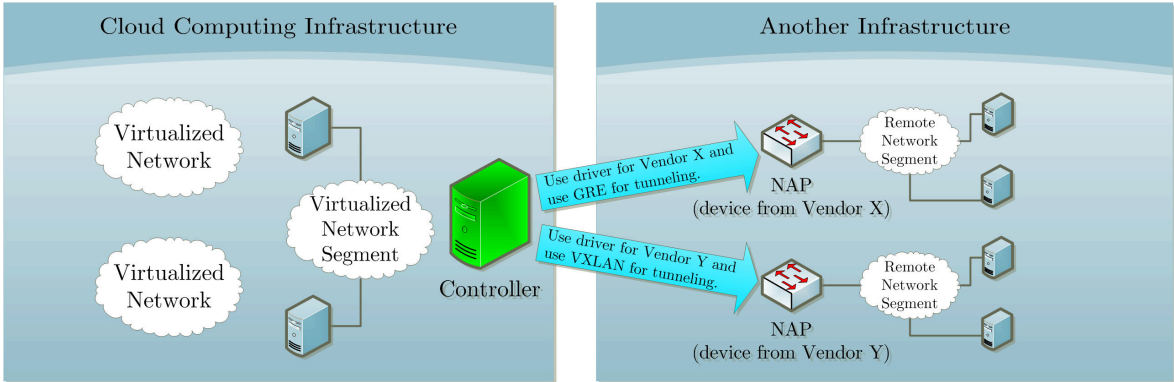 Cloud Computing Infrastructure
Virtualized
Network
Virtualized
Network
Segment
Virtualized
Network
Controller
Use driver for Vendor X and
use GRE for tunneling.
Use driver for Vendor Y and
use VXLAN for tunneling.
Another Infrastructure
NAP
(device from Vendor X)
Remote
Network
Segment
NAP
(device from Vendor Y)
Remote
Network
Segment